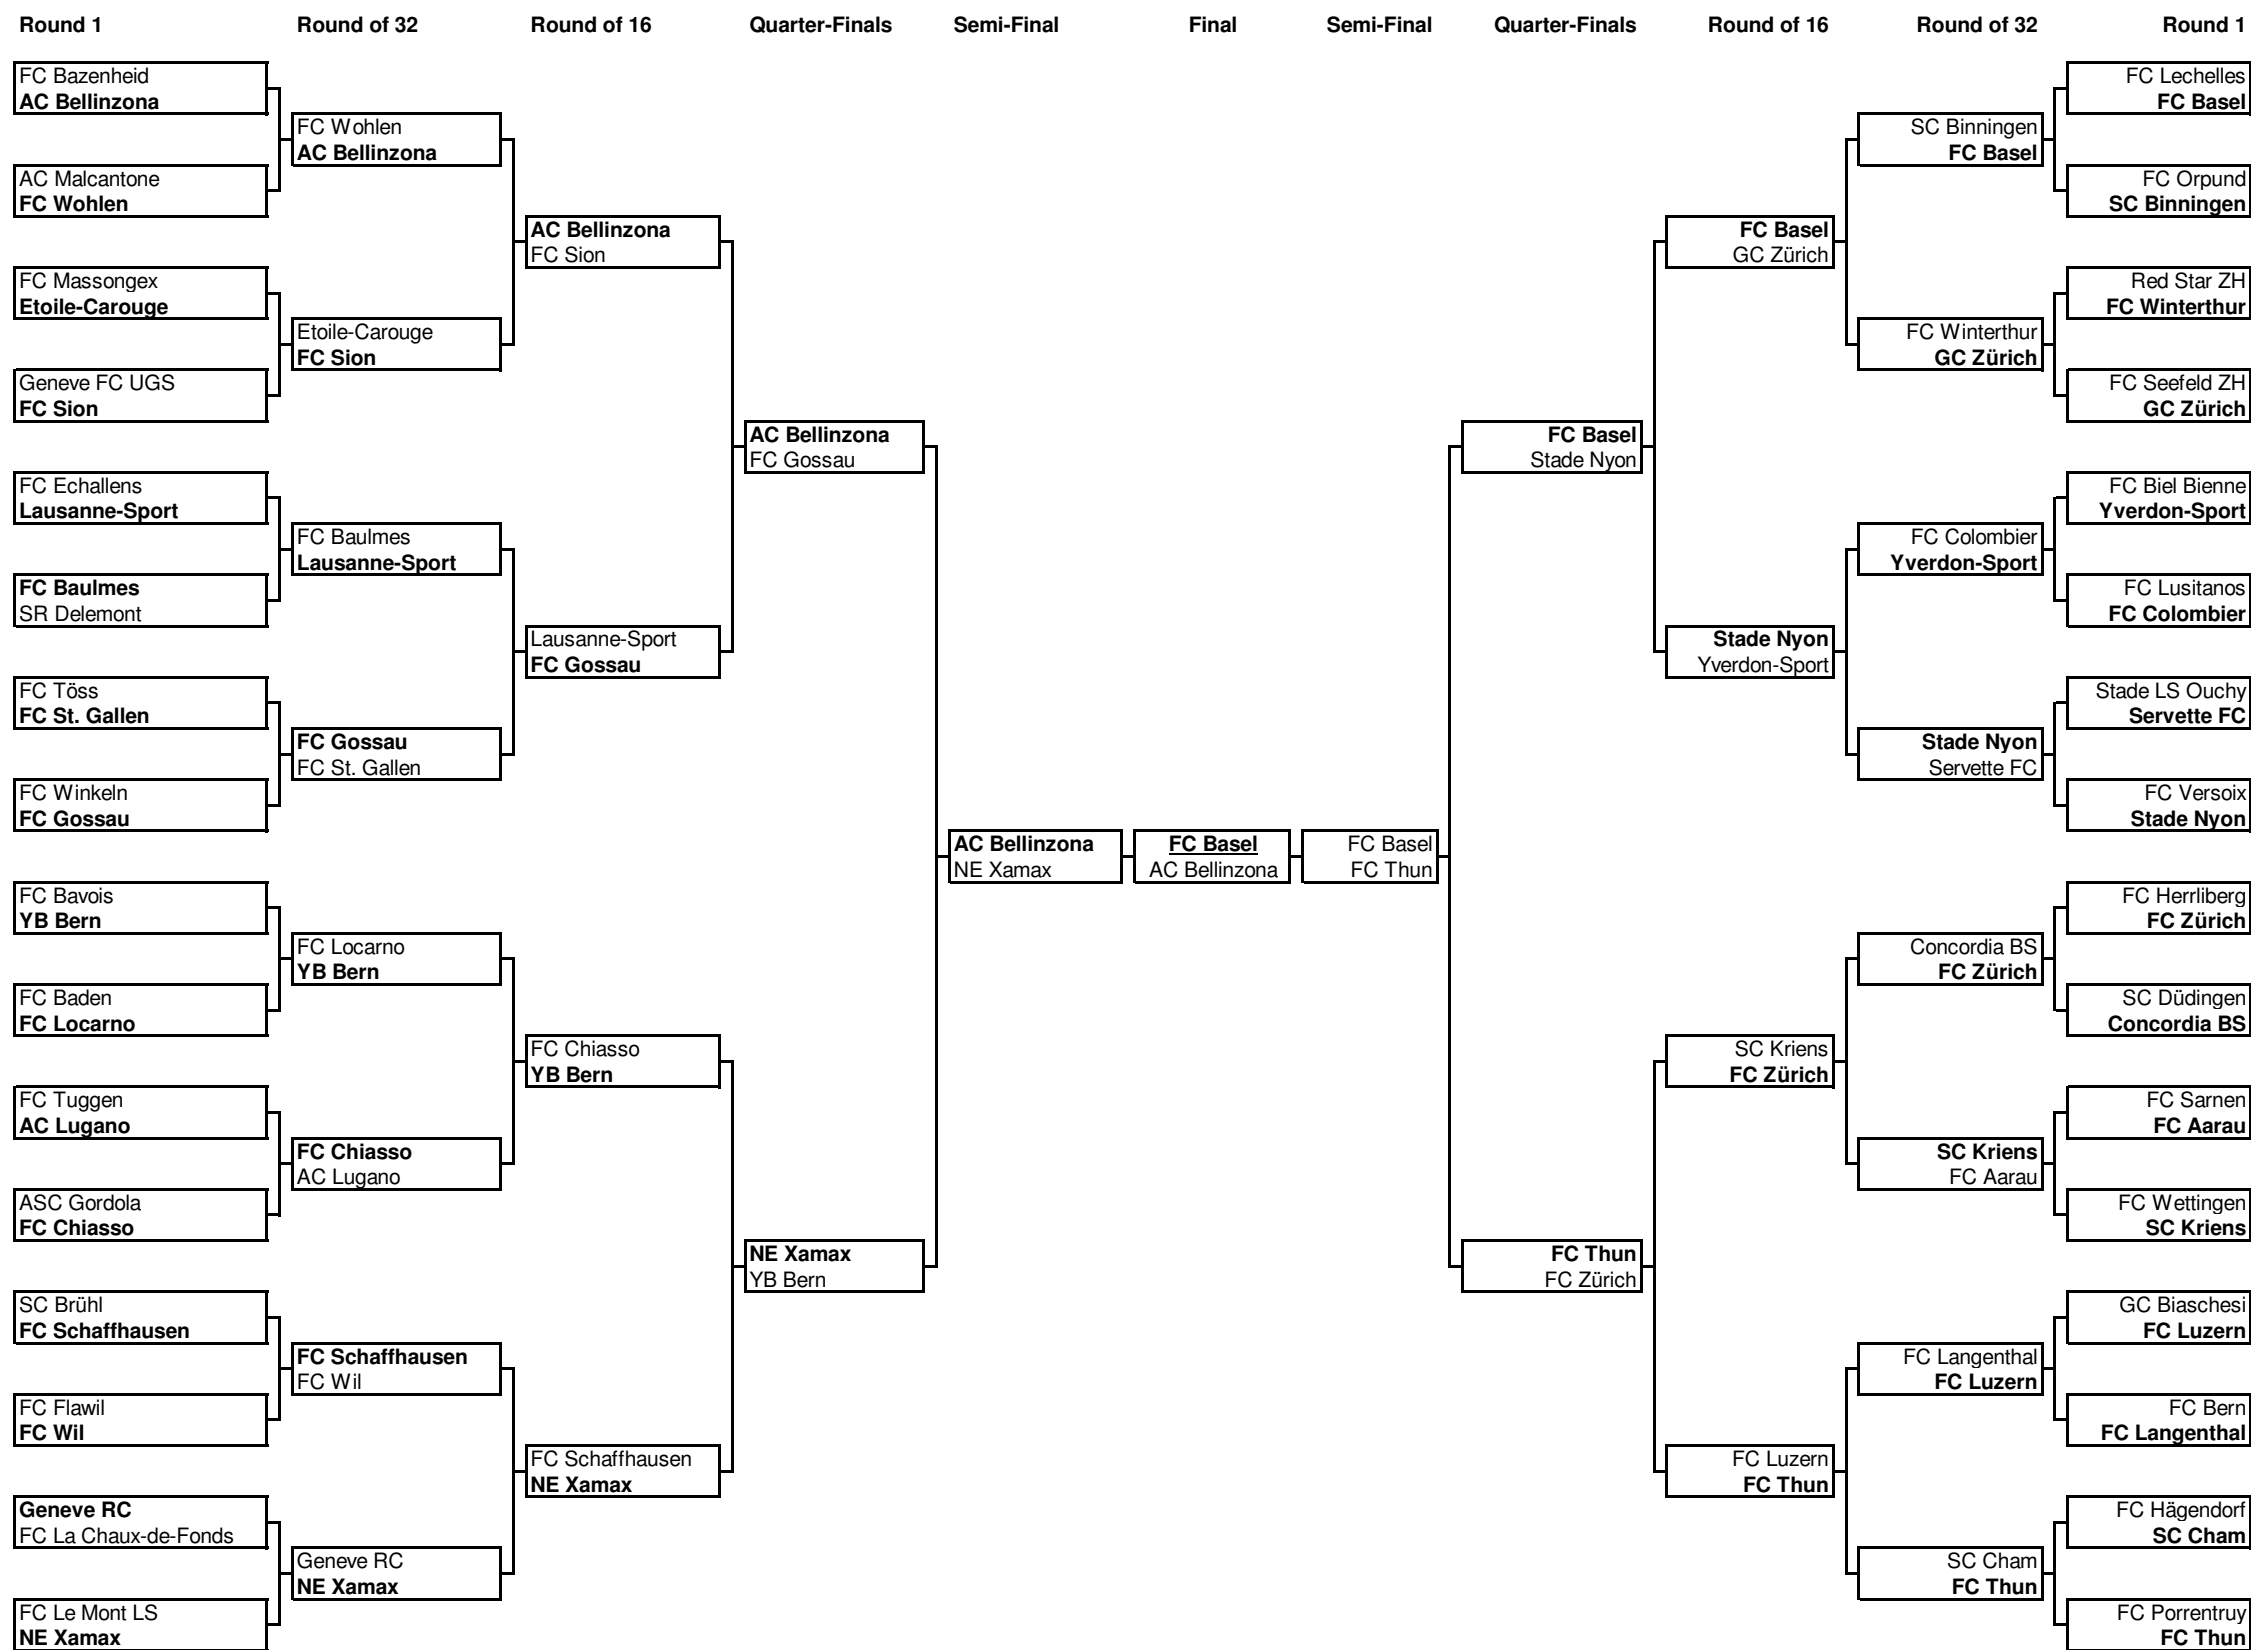 Round 1
Round of 32
Round of 16
Quarter-Finals
Semi-Final
Final
Semi-Final
Quarter-Finals
Round of 16
Round of 32
Round 1
FC Bazenheid
AC Bellinzona
AC Malcantone
FC Wohlen
FC Massongex
Etoile-Carouge
Geneve FC UGS
FC Sion
FC Echallens
Lausanne-Sport
FC Baulmes
SR Delemont
FC Töss
FC St. Gallen
FC Winkeln
FC Gossau
FC Bavois
YB Bern
FC Baden
FC Locarno
FC Tuggen
AC Lugano
ASC Gordola
FC Chiasso
SC Brühl
FC Schaffhausen
FC Flawil
FC Wil
Geneve RC
FC La Chaux-de-Fonds
FC Le Mont LS
NE Xamax
FC Wohlen
AC Bellinzona
Etoile-Carouge
FC Sion
FC Baulmes
Lausanne-Sport
FC Gossau
FC St. Gallen
FC Locarno
YB Bern
FC Chiasso
AC Lugano
FC Schaffhausen
FC Wil
Geneve RC
NE Xamax
AC Bellinzona
FC Sion
Lausanne-Sport
FC Gossau
FC Chiasso
YB Bern
FC Schaffhausen
NE Xamax
AC Bellinzona
FC Gossau
NE Xamax
YB Bern
AC Bellinzona
NE Xamax
FC Basel
AC Bellinzona
FC Basel
FC Thun
FC Basel
Stade Nyon
FC Thun
FC Zürich
FC Basel
GC Zürich
Stade Nyon
Yverdon-Sport
SC Kriens
FC Zürich
FC Luzern
FC Thun
SC Binningen
FC Basel
FC Winterthur
GC Zürich
FC Colombier
Yverdon-Sport
Stade Nyon
Servette FC
Concordia BS
FC Zürich
SC Kriens
FC Aarau
FC Langenthal
FC Luzern
SC Cham
FC Thun
FC Lechelles
FC Basel
FC Orpund
SC Binningen
Red Star ZH
FC Winterthur
FC Seefeld ZH
GC Zürich
FC Biel Bienne
Yverdon-Sport
FC Lusitanos
FC Colombier
Stade LS Ouchy
Servette FC
FC Versoix
Stade Nyon
FC Herrliberg
FC Zürich
SC Düdingen
Concordia BS
FC Sarnen
FC Aarau
FC Wettingen
SC Kriens
GC Biaschesi
FC Luzern
FC Bern
FC Langenthal
FC Hägendorf
SC Cham
FC Porrentruy
FC Thun